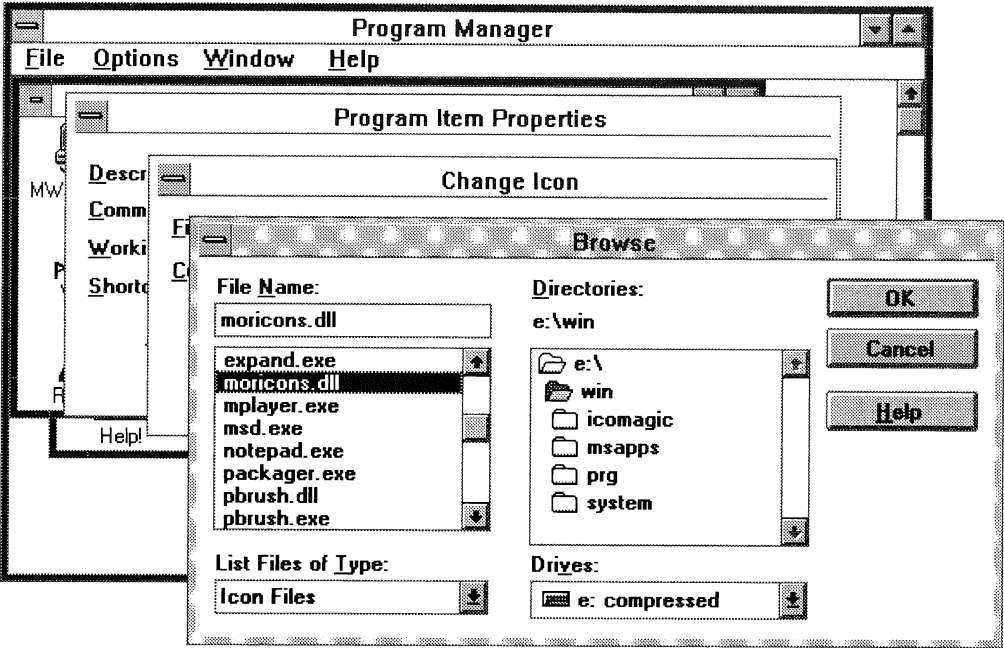 Program Manager
File Options Window Help
Program Item Properties
Descr
MW
Change Icon
Comm
Fi
Browse
Worki
P
C
Shorto
File Name:
Directories:
OK
moricons.dll
e:\win
Cancel
expand.exe
e:\
moricons.dll
win
mplayer.exe
Help
R
icomagic
msd.exe
Help!
msapps
notepad.exe
prg
packager.exe
system
pbrush.dll
pbrush.exe
List Files of Type:
Drives:
Icon Files
e: compressed